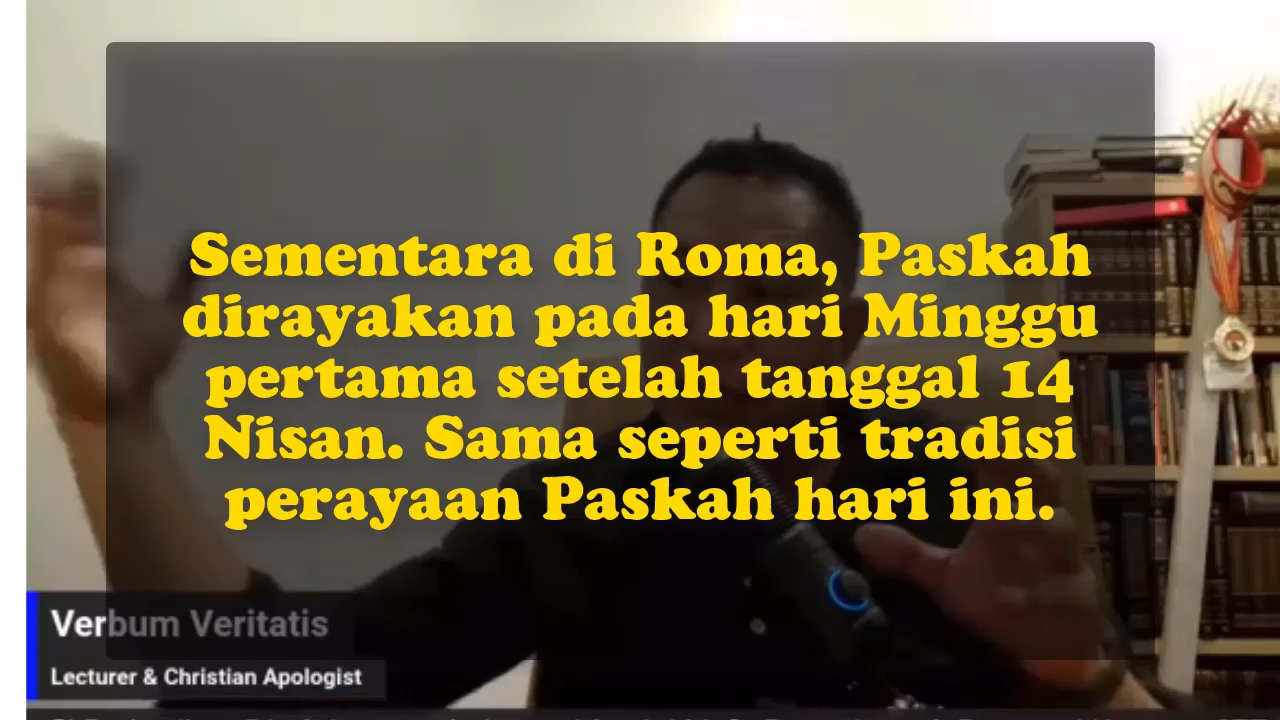 Sementara di Roma, Paskah
dirayakan pada hari Minggu
pertama setelah tanggal 14
Nisan. Sama seperti tradisi
perayaan Paskah hari ini.
Verbum Veritatis
Lecturer & Christian Apologist